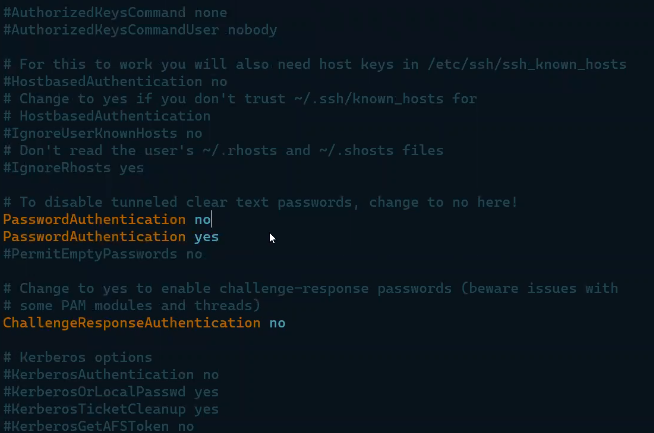 #AuthorizedKeysCommand none
#AuthorizedKeysCommandUser nobody
# For this to work you will also need host keys in /etc/ssh/ssh_known_hosts
#HostbasedAuthentication no
# Change to yes if you don't trust ~/.ssh/known_hosts for
# HostbasedAuthentication
#IgnoreUserKnownHosts no
# Don't read the user's ~/.rhosts and ~/.shosts files
#IgnoreRhosts yes
# To disable tunneled clear text passwords, change to no here!
PasswordAuthentication no
PasswordAuthentication yes
#PermitEmptyPasswords no
# Change to yes to enable challenge-response passwords (beware issues with
# some PAM modules and threads)
ChallengeResponseAuthentication no
# Kerberos options
#KerberosAuthentication no
#KerberosOrLocalPasswd yes
#KerberosTicketCleanup yes
#KerberosGetAFSToken no